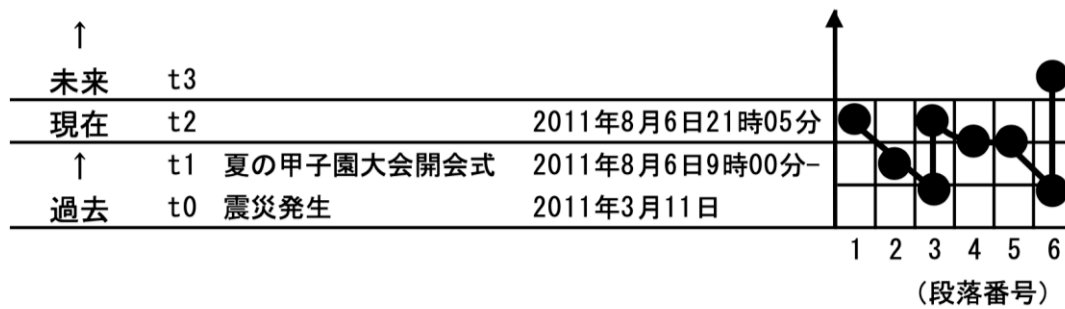 ↑
未来 t3
現在 t2 2011年8月6日21時05分
↑ t1 夏の甲子園大会開会式 2011年8月6日9時00分-
過去 t0 震災発生 2011年3月11日
1 2 3 4 5 6
(段落番号)